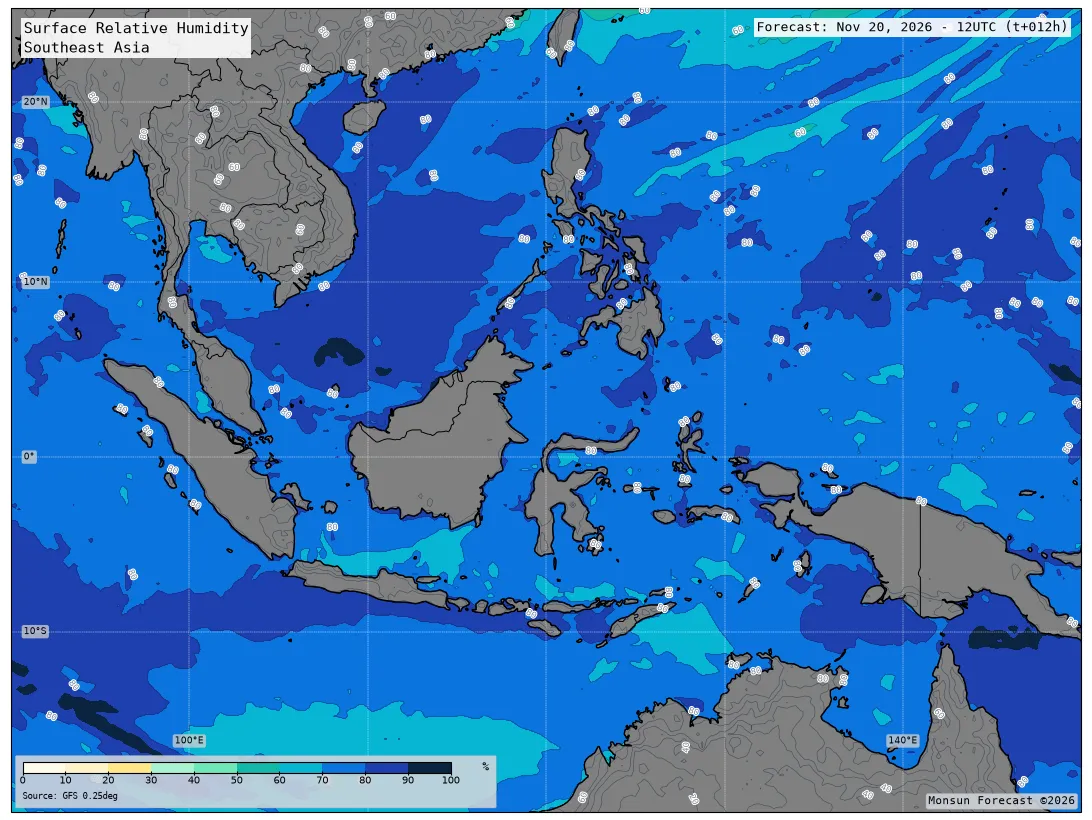 Surface Relative Humidity
Southeast Asia
Forecast: Nov 20, 2026 - 12UTC (t+012h)
20°N
10°N
0°
10°S
100°E
140°E
%
0 10 20 30 40 50 60 70 80 90 100
Source: GFS 0.25deg
Monsun Forecast ©2026